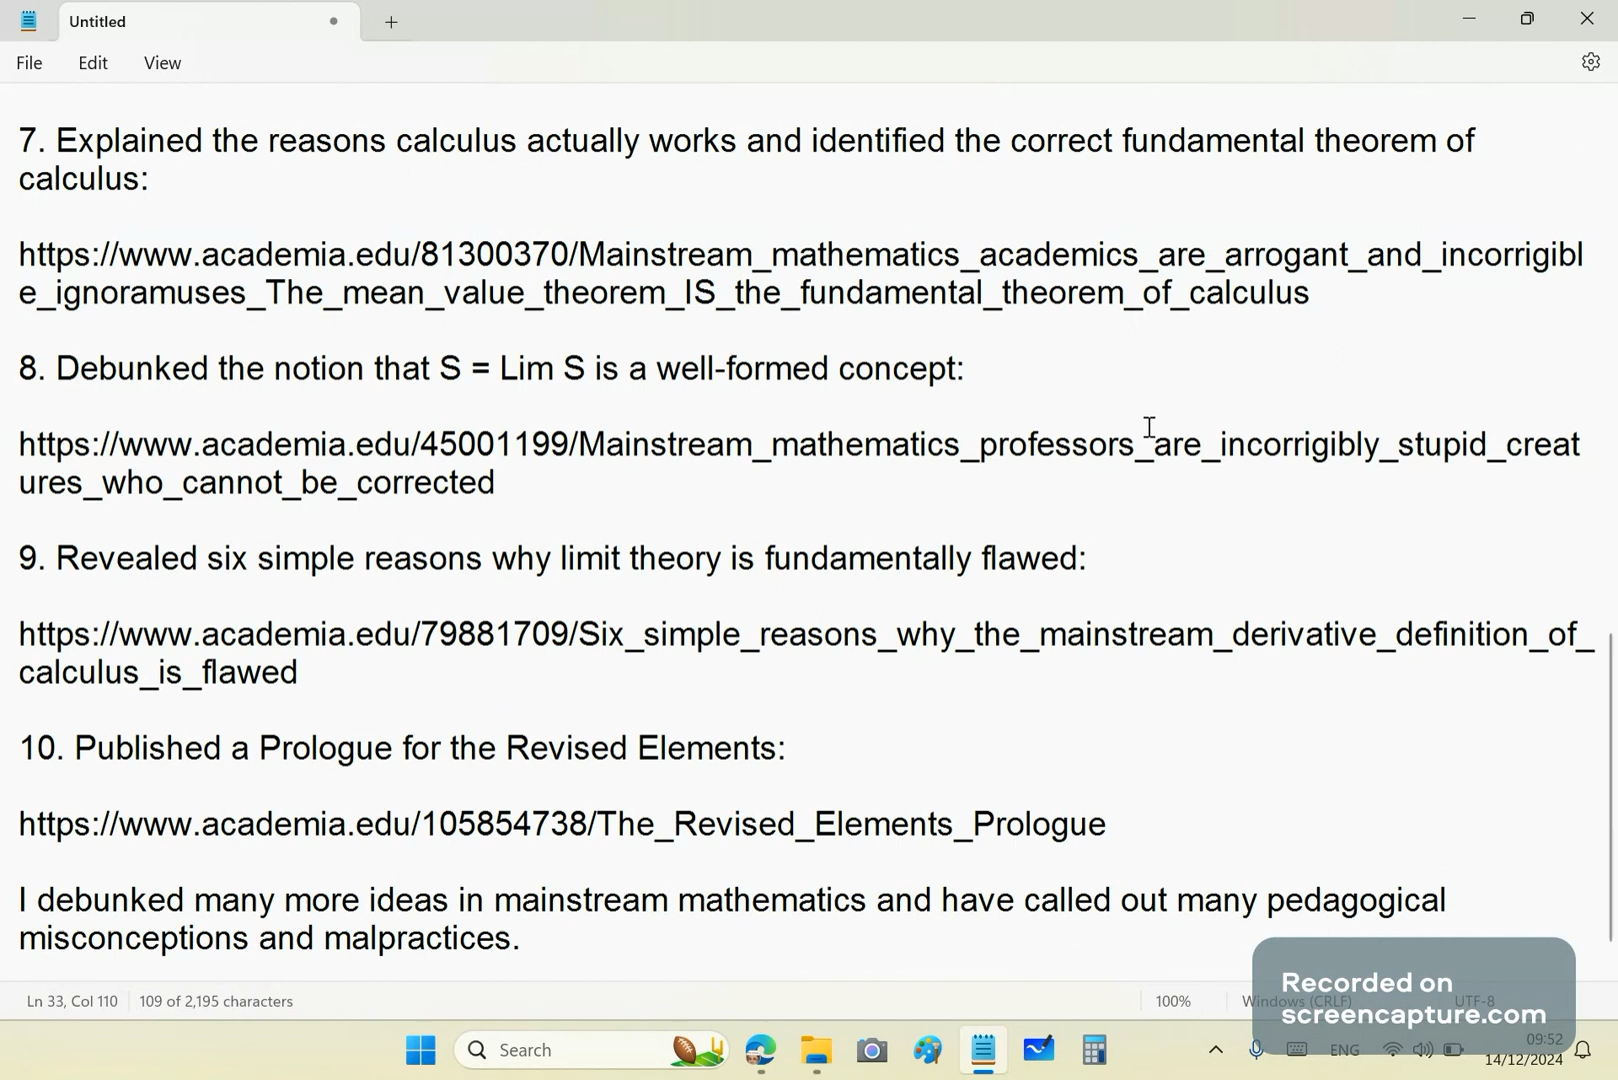 Untitled
File Edit View
7. Explained the reasons calculus actually works and identified the correct fundamental theorem of
calculus:
https://www.academia.edu/81300370/Mainstream_mathematics_academics_are_arrogant_and_incorrigibl
e_ignoramuses_The_mean_value_theorem_IS_the_fundamental_theorem_of_calculus
8. Debunked the notion that S = Lim S is a well-formed concept:
https://www.academia.edu/45001199/Mainstream_mathematics_professors_are_incorrigibly_stupid_creat
ures_who_cannot_be_corrected
9. Revealed six simple reasons why limit theory is fundamentally flawed:
https://www.academia.edu/79881709/Six_simple_reasons_why_the_mainstream_derivative_definition_of_
calculus_is_flawed
10. Published a Prologue for the Revised Elements:
https://www.academia.edu/105854738/The_Revised_Elements_Prologue
I debunked many more ideas in mainstream mathematics and have called out many pedagogical
misconceptions and malpractices.
Recorded on
screencapture.com
Ln 33, Col 110 109 of 2,195 characters 100% Windows (CRLF) UTF-8
Search ENG 09:52
14/12/2024